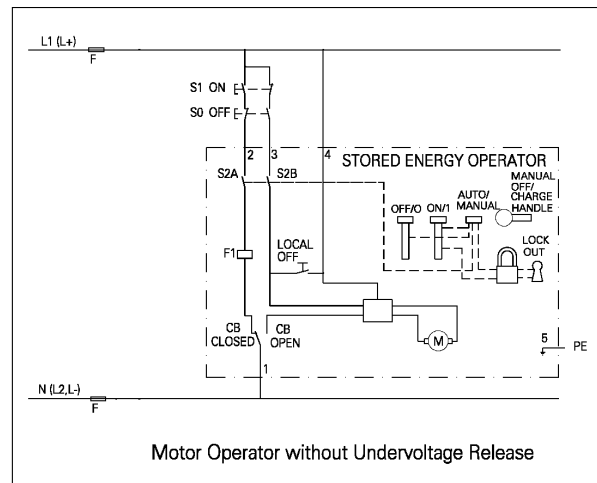 L1 (L+)
F
S1 ON
S0 OFF
2
3
4
STORED ENERGY OPERATOR
S2A
S2B
MANUAL
OFF/
CHARGE
HANDLE
AUTO/
MANUAL
OFF/O
ON/1
LOCK
OUT
F1
LOCAL
OFF
CB
CLOSED
CB
OPEN
M
5
PE
1
N (L2,L-)
F
Motor Operator without Undervoltage Release